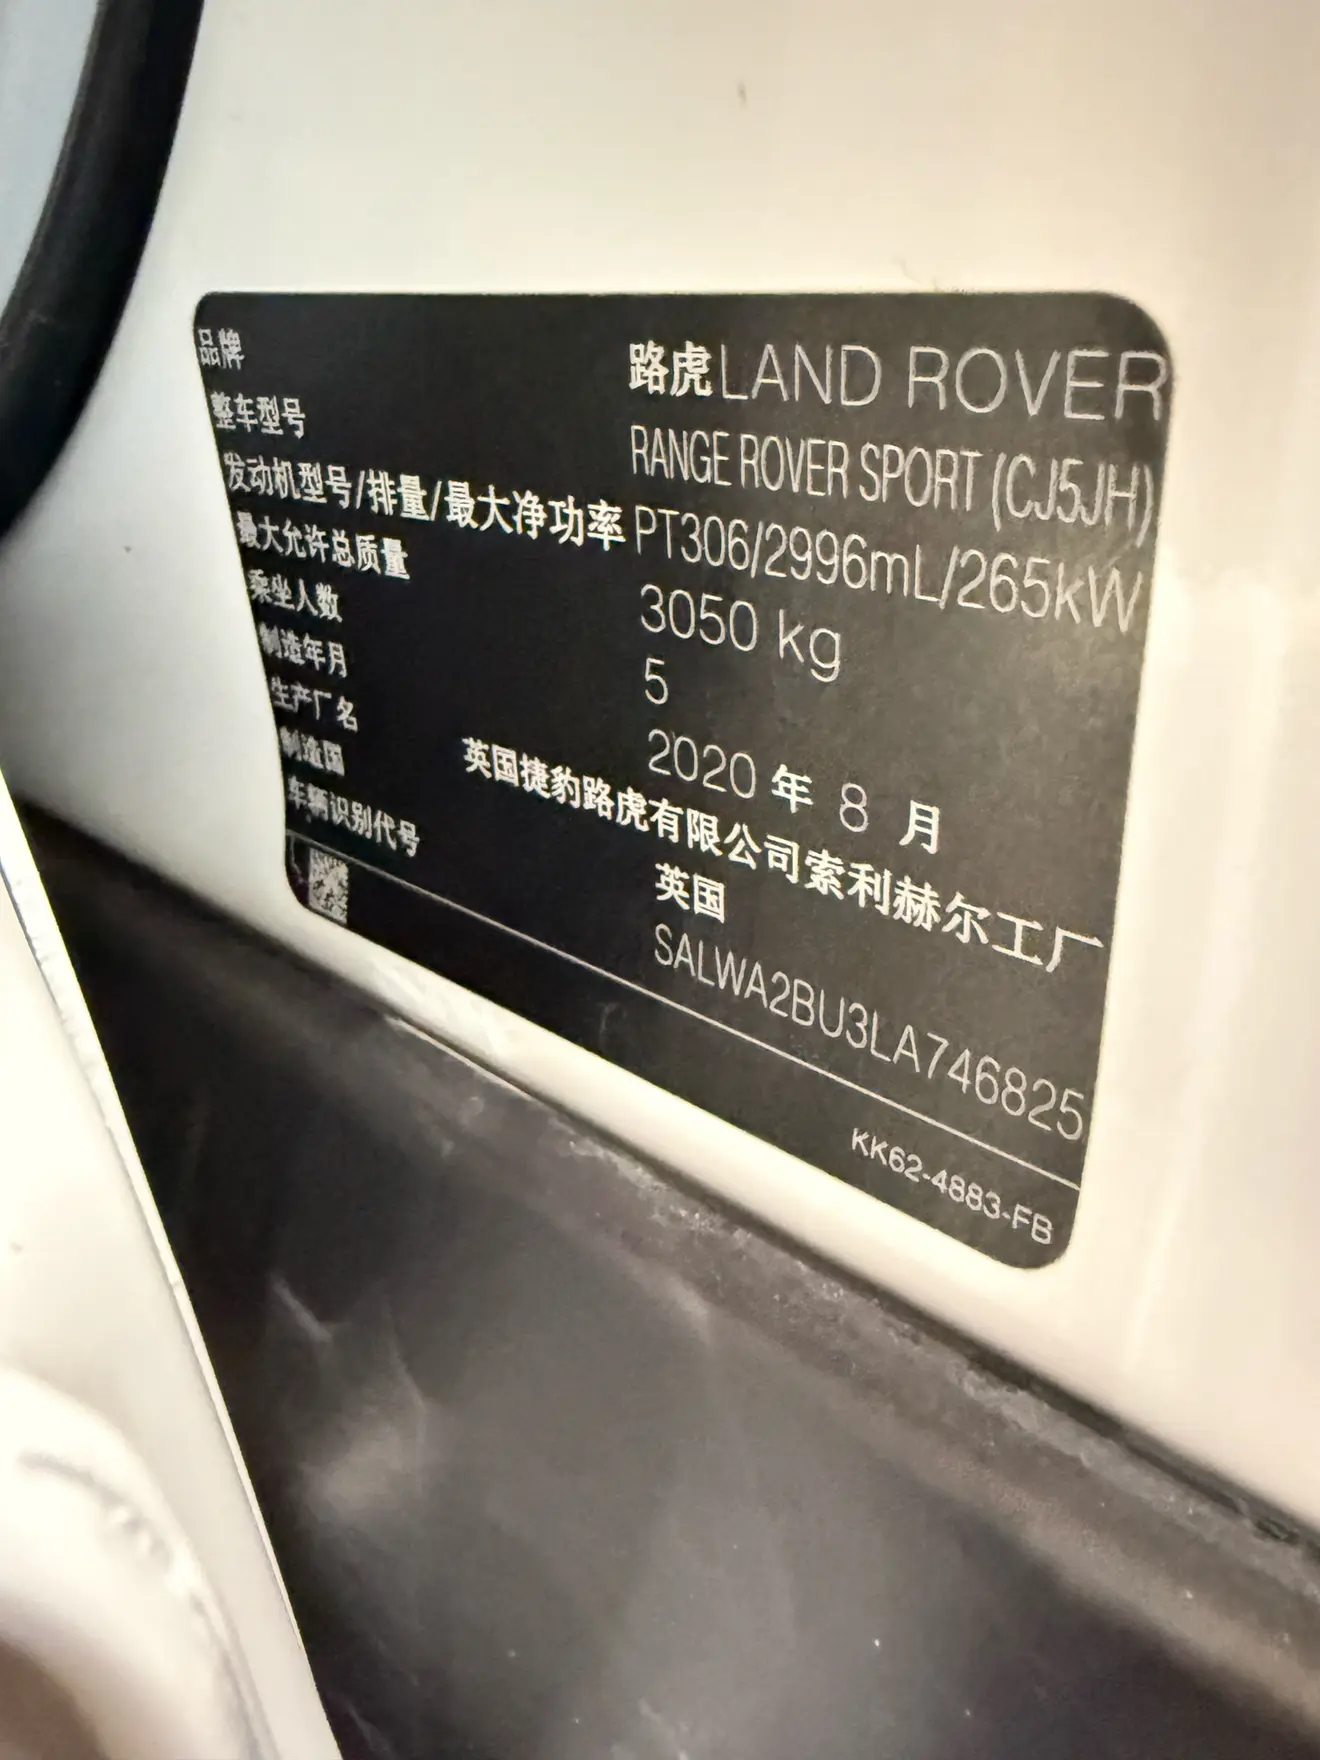 品牌 路虎LAND ROVER
整车型号 RANGE ROVER SPORT (CJ5JH)
发动机型号/排量/最大净功率 PT306/2996mL/265kW
最大允许总质量 3050 kg
乘坐人数 5
制造年月 2020 年 8 月
生产厂名 英国捷豹路虎有限公司索利赫尔工厂
制造国 英国
车辆识别代号 SALWA2BU3LA746825
KK62-4883-FB